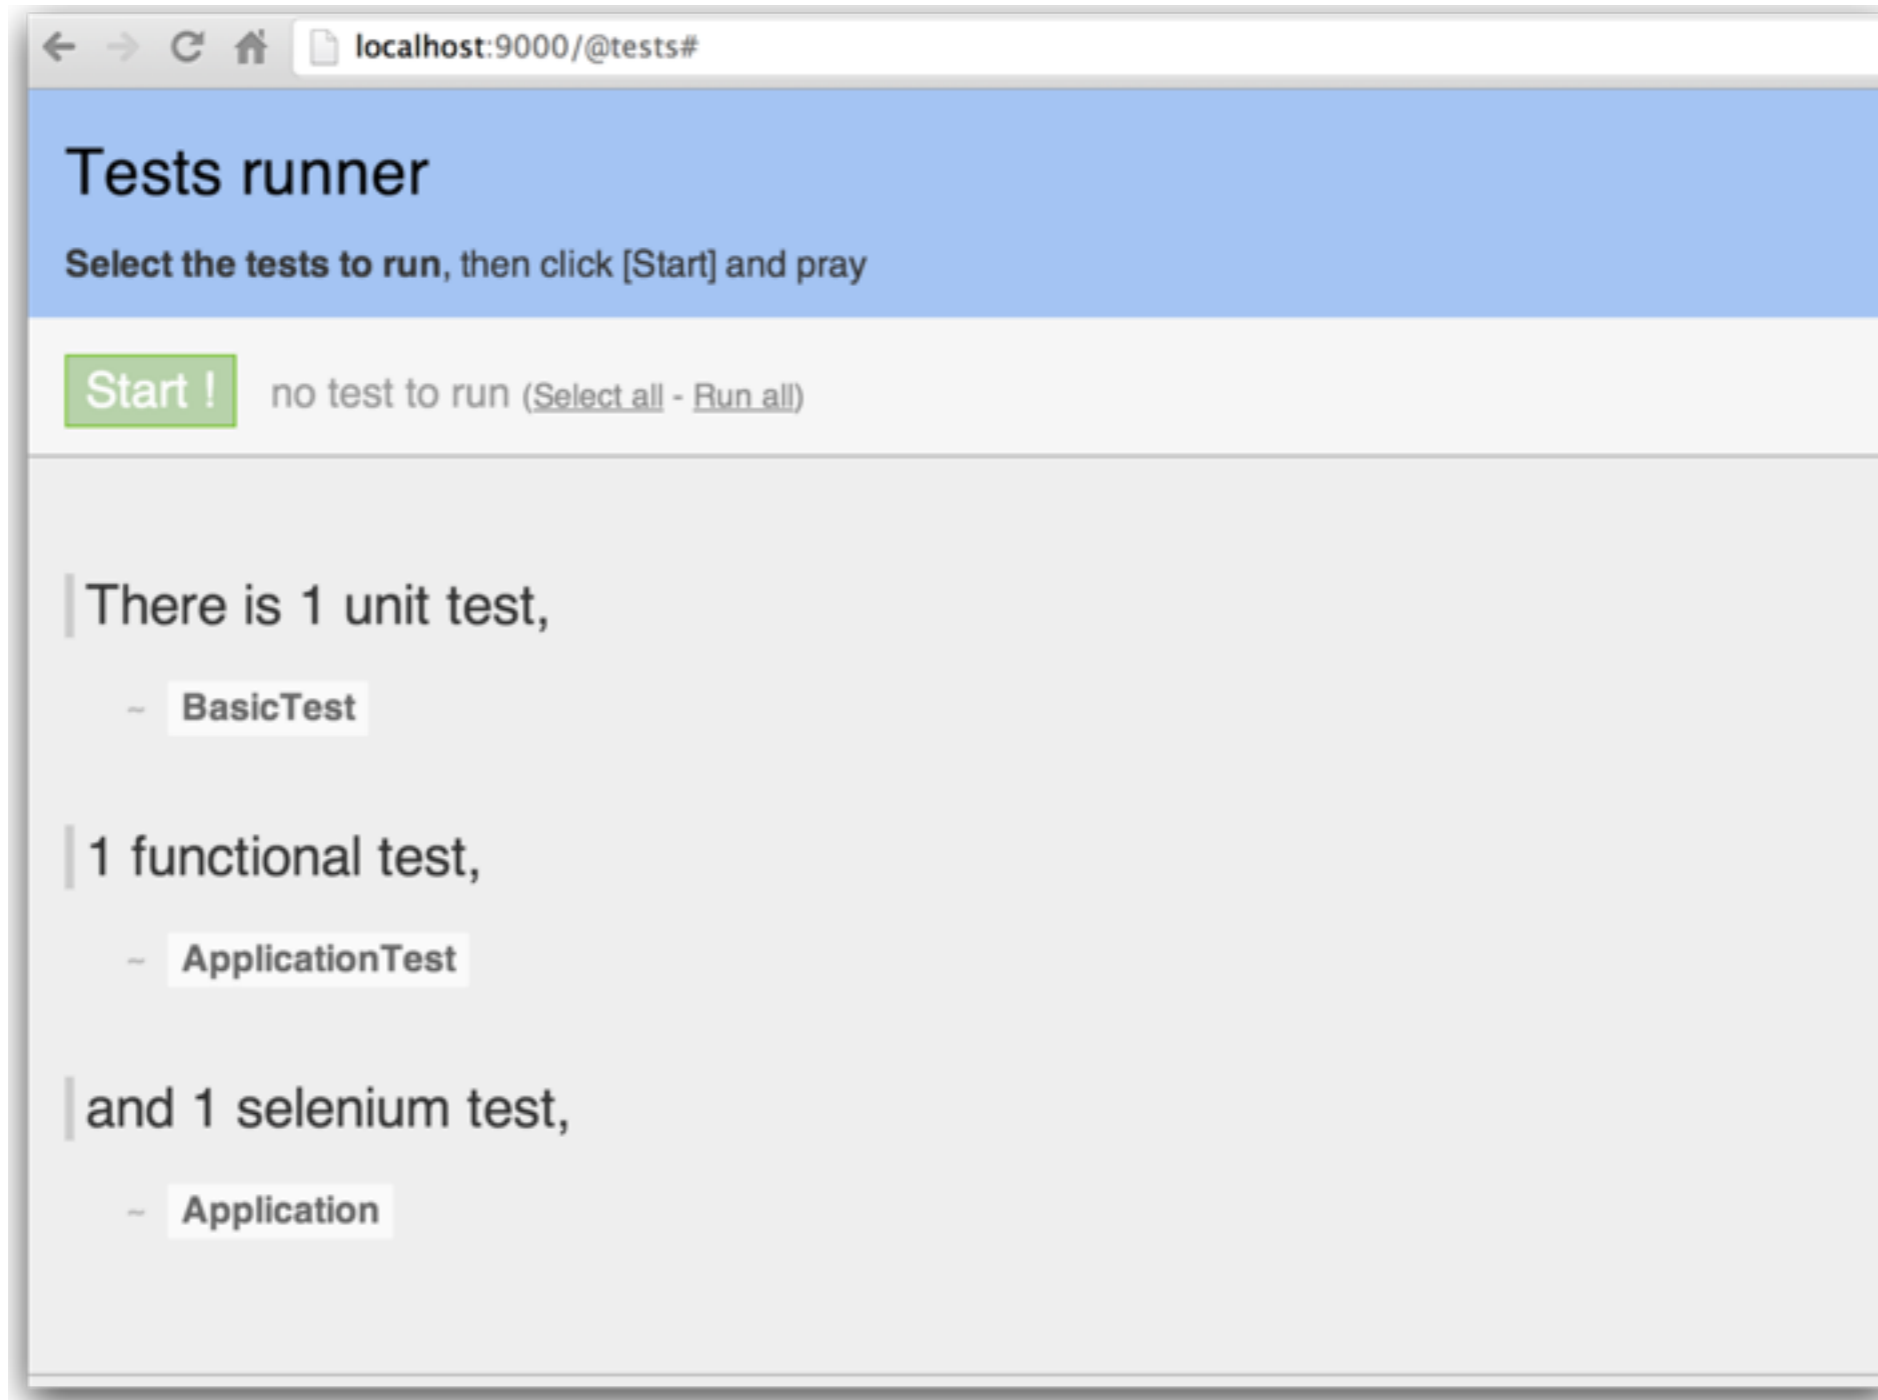 localhost:9000/@tests#
Tests runner
Select the tests to run, then click [Start] and pray
Start ! no test to run (Select all - Run all)
There is 1 unit test,
~ BasicTest
1 functional test,
~ ApplicationTest
and 1 selenium test,
~ Application